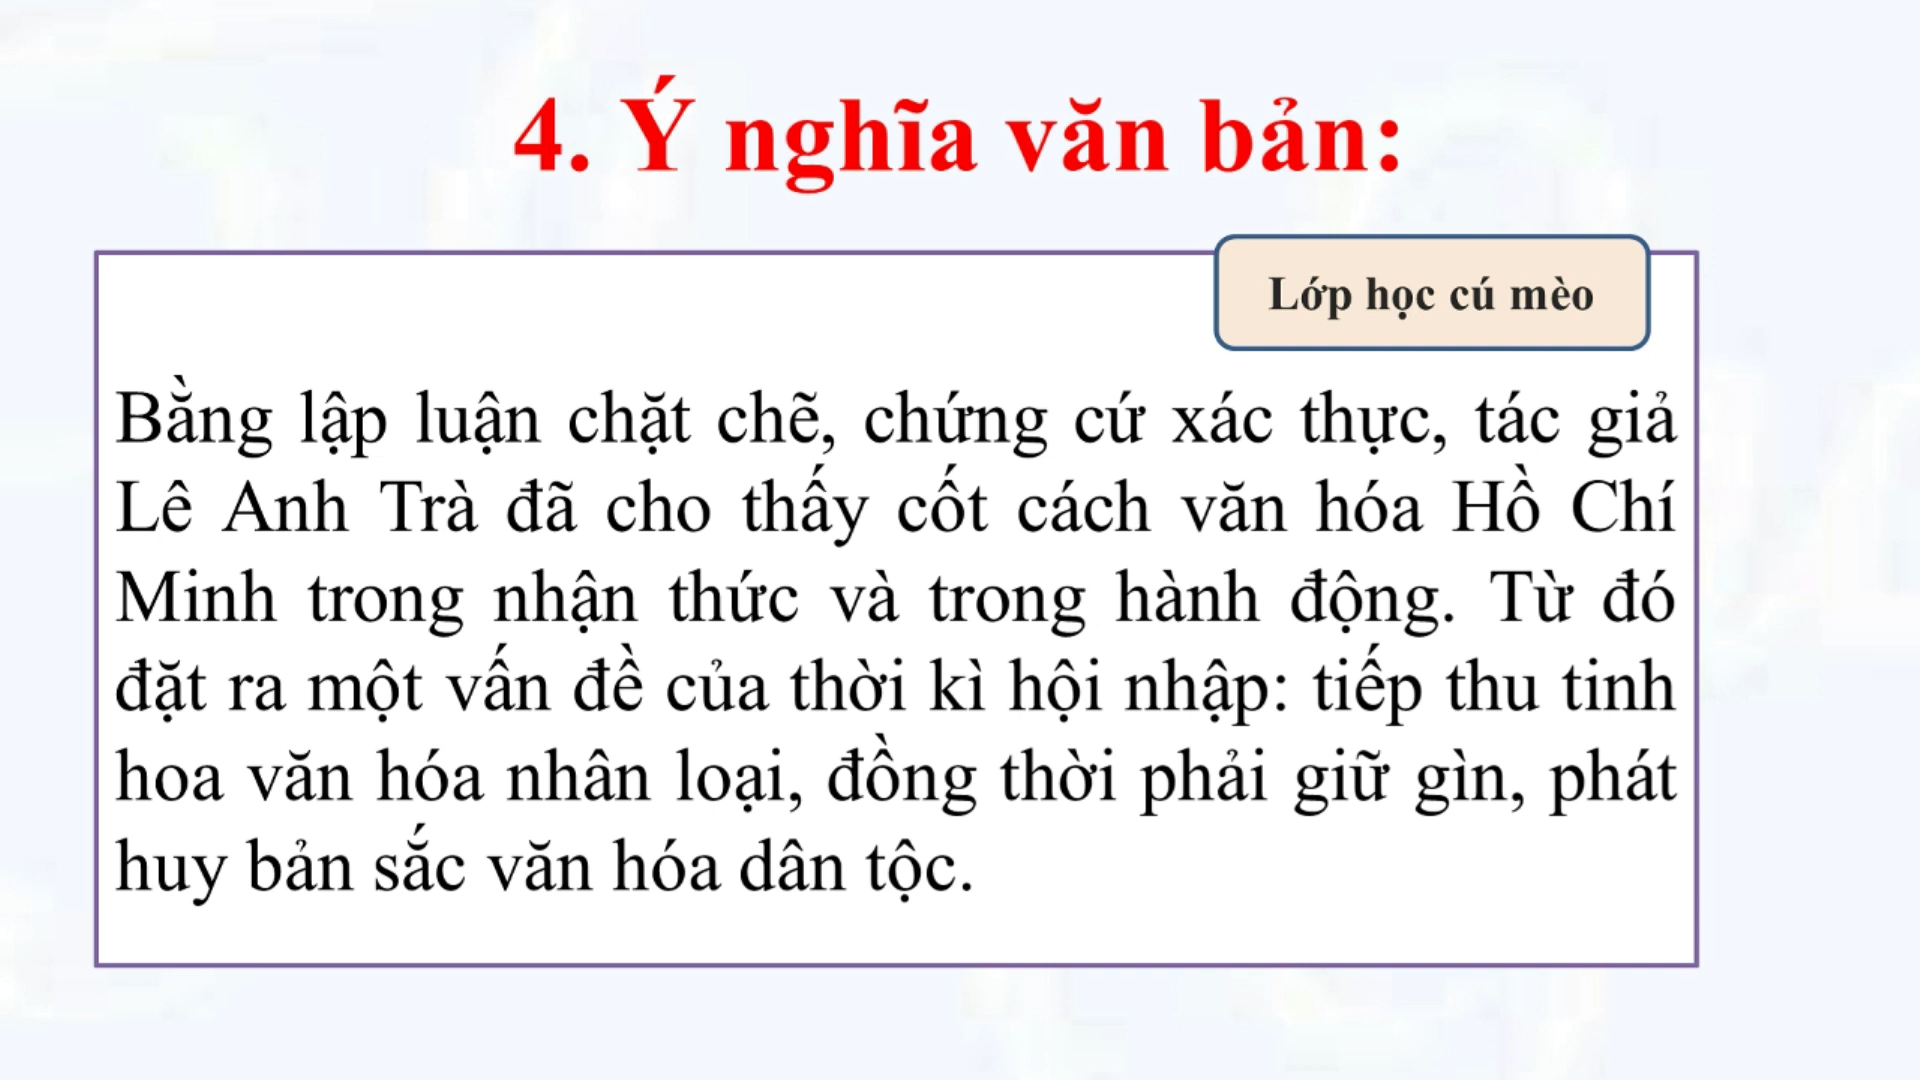 4. Ý nghĩa văn bản:
Lớp học cú mèo
Bằng lập luận chặt chẽ, chứng cứ xác thực, tác giả
Lê Anh Trà đã cho thấy cốt cách văn hóa Hồ Chí
Minh trong nhận thức và trong hành động. Từ đó
đặt ra một vấn đề của thời kì hội nhập: tiếp thu tinh
hoa văn hóa nhân loại, đồng thời phải giữ gìn, phát
huy bản sắc văn hóa dân tộc.